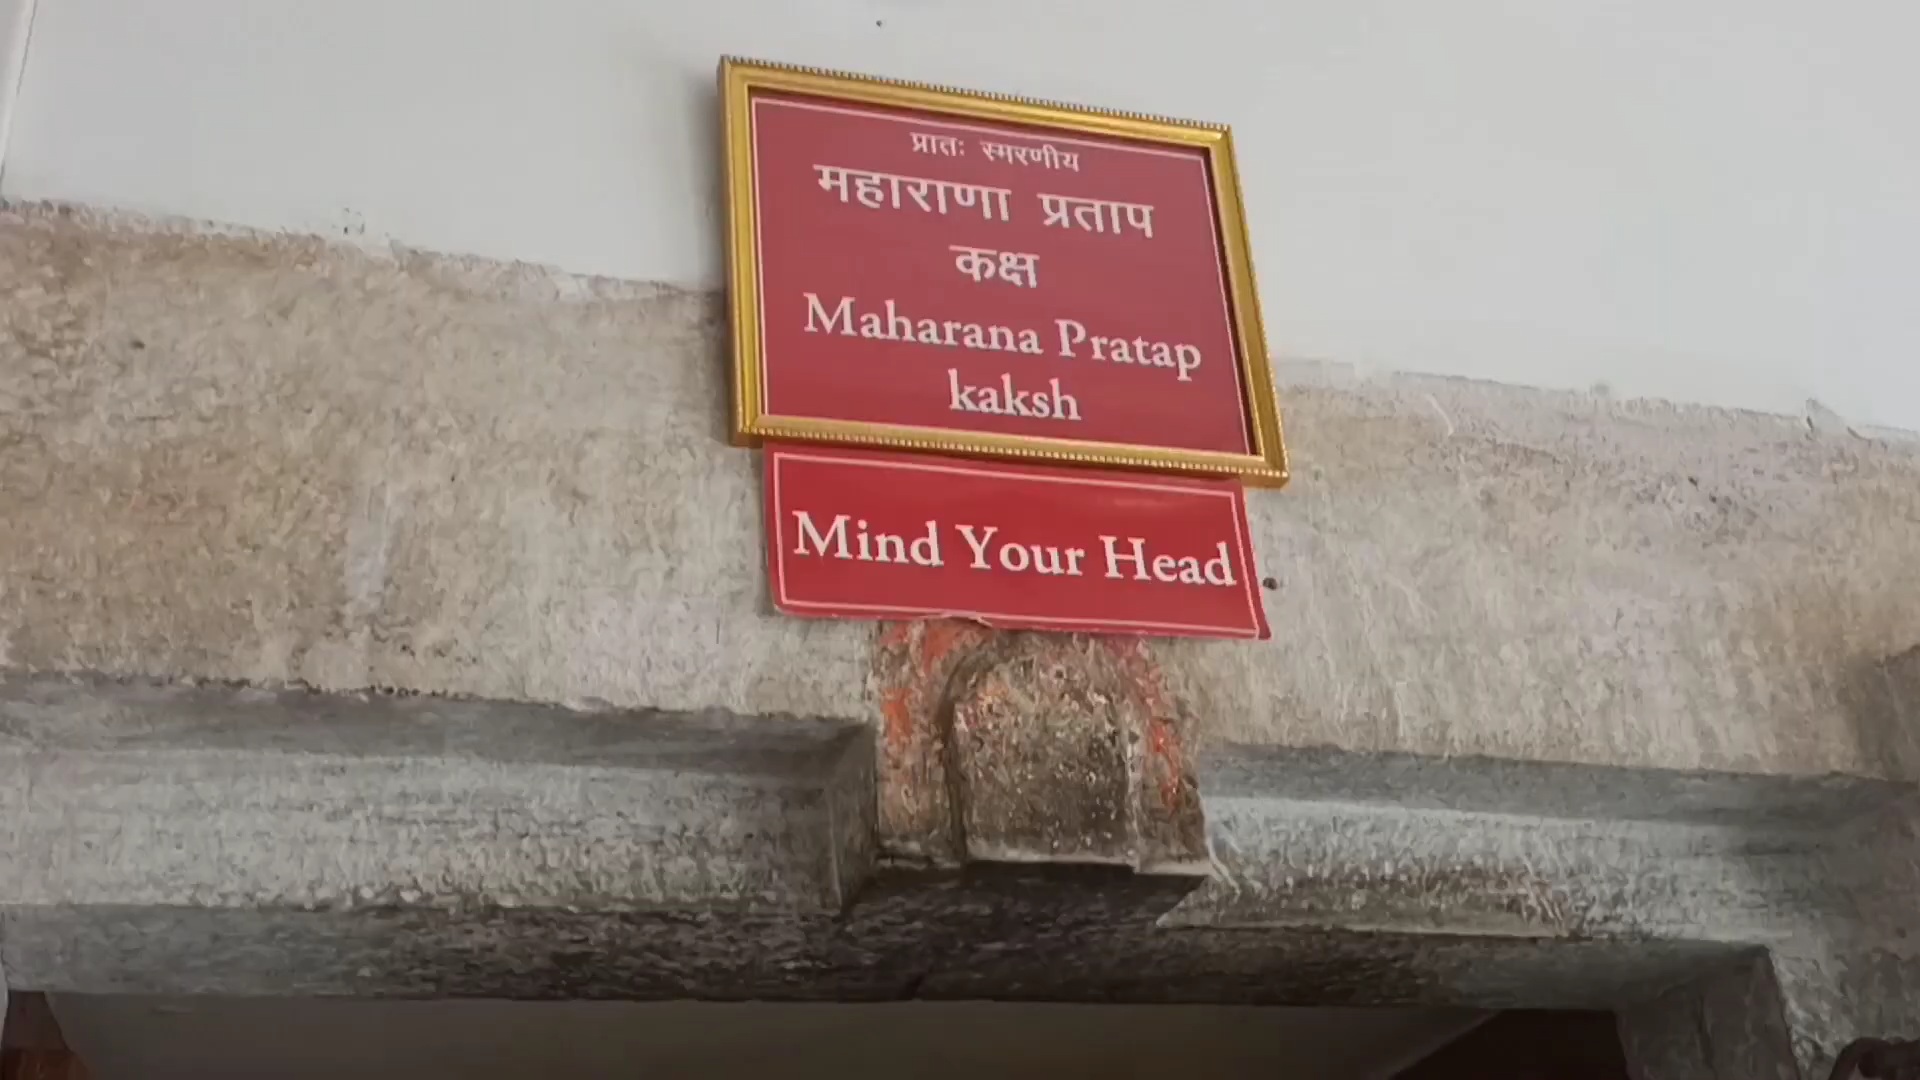 प्रातः स्मरणीय
महाराणा प्रताप
कक्ष
Maharana Pratap
kaksh
Mind Your Head